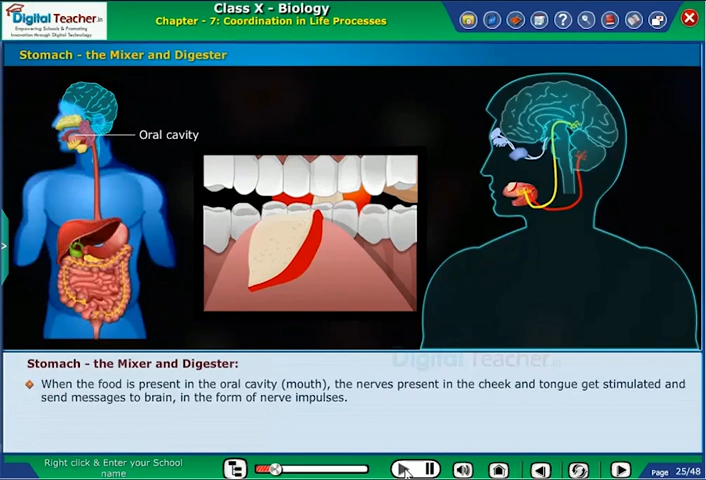 Digital Teacher.in
Empowering Schools & Promoting
Innovation through Digital Technology
Class X - Biology
Chapter - 7: Coordination in Life Processes
Stomach - the Mixer and Digester
Oral cavity
Digital Teacher.in
Stomach - the Mixer and Digester:
When the food is present in the oral cavity (mouth), the nerves present in the cheek and tongue get stimulated and
send messages to brain, in the form of nerve impulses.
Right click & Enter your School
name
Page 25/48